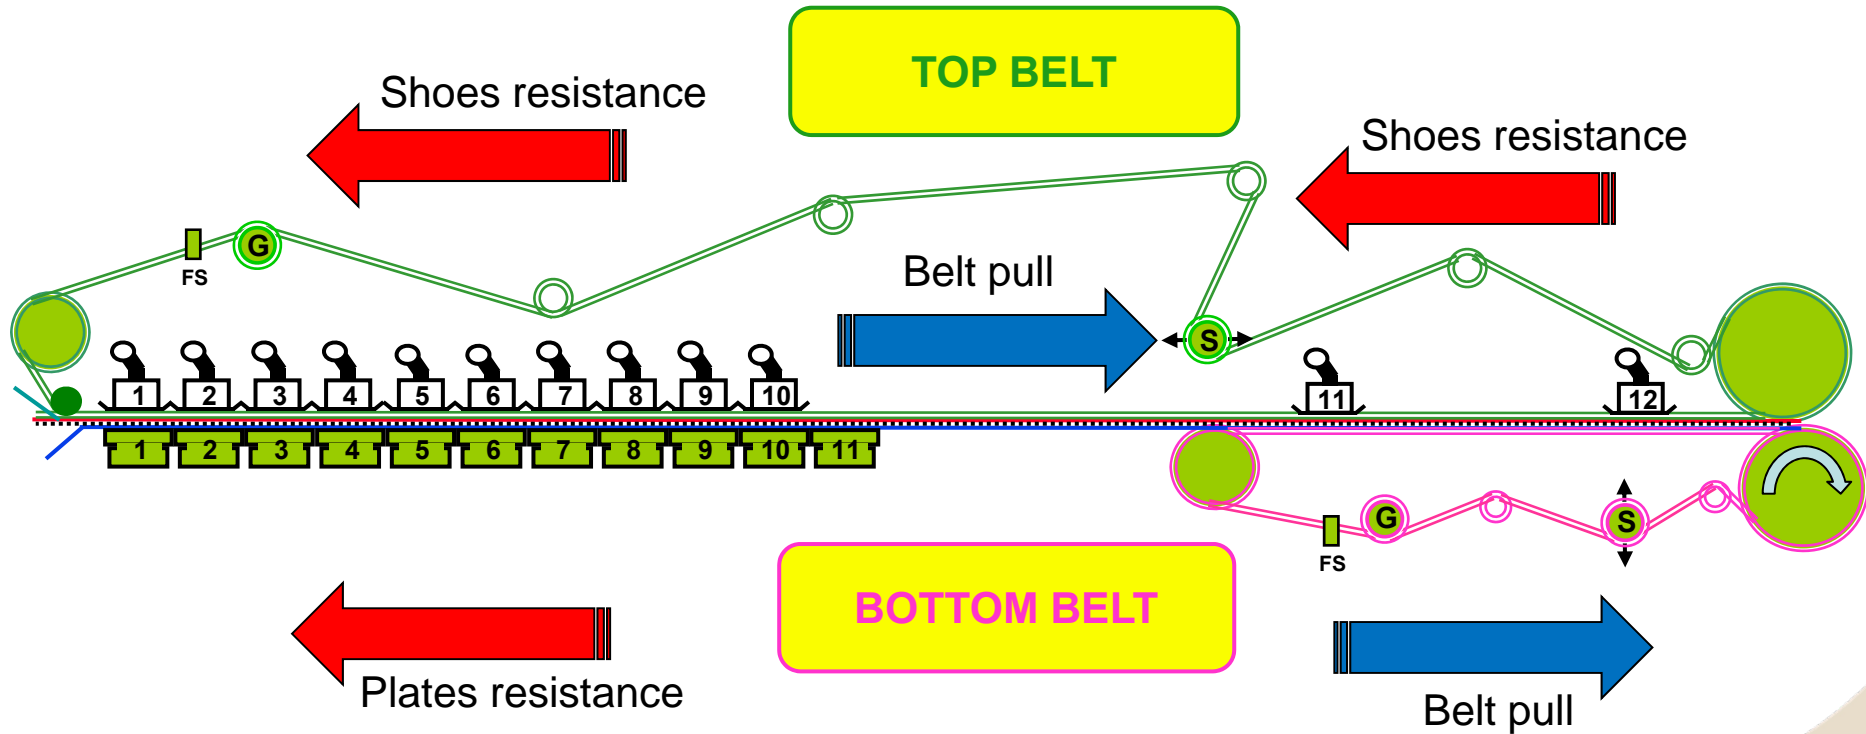 TOP BELT
Shoes resistance
Shoes resistance
G
FS
Belt pull
S
1 2 3 4 5 6 7 8 9 10 11 12
1 2 3 4 5 6 7 8 9 10 11
G S
FS
BOTTOM BELT
Plates resistance
Belt pull